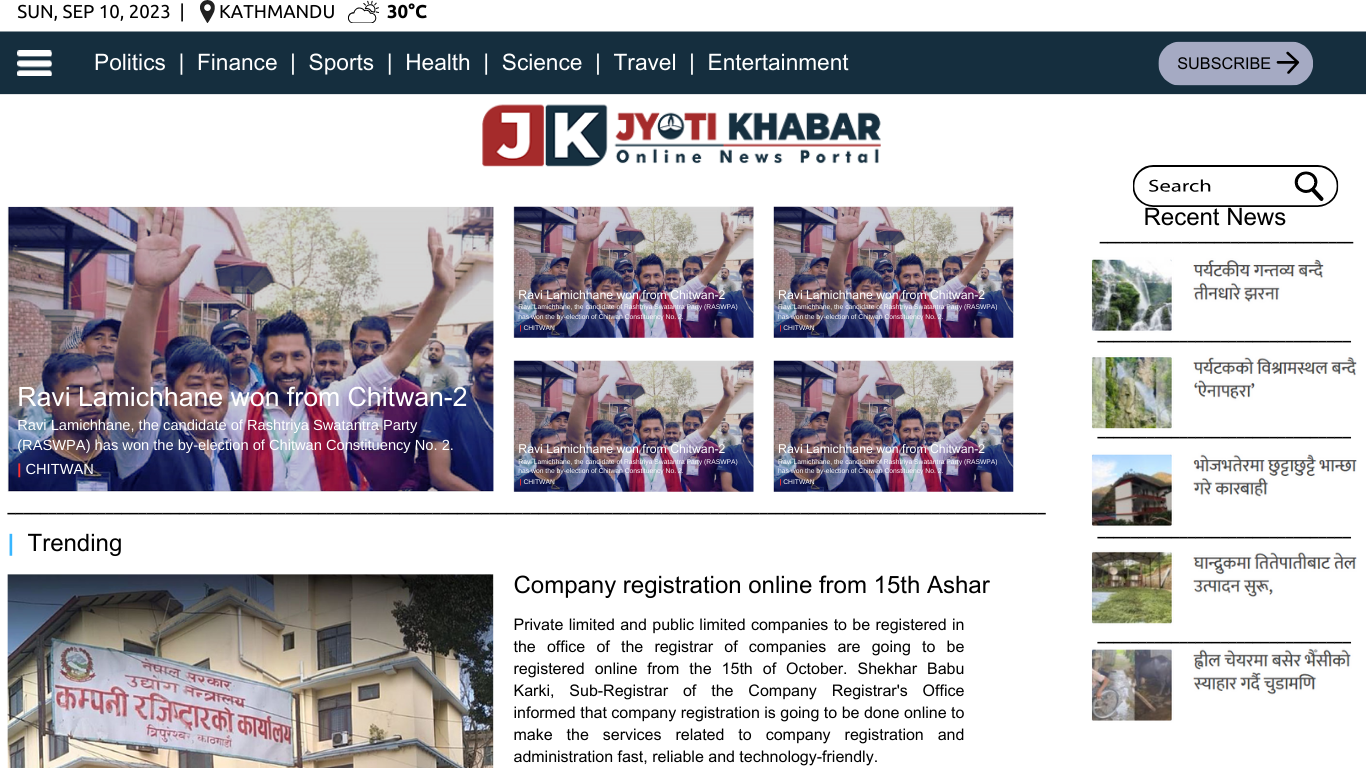 SUN, SEP 10, 2023 | KATHMANDU 30°C
Politics | Finance | Sports | Health | Science | Travel | Entertainment
SUBSCRIBE
JK JYOTI KHABAR
Online News Portal
Search
Ravi Lamichhane won from Chitwan-2
Ravi Lamichhane, the candidate of Rashtriya Swatantra Party
(RASWPA) has won the by-election of Chitwan Constituency No. 2.
| CHITWAN
Ravi Lamichhane won from Chitwan-2
Ravi Lamichhane, the candidate of Rashtriya Swatantra Party (RASWPA)
has won the by-election of Chitwan Constituency No. 2.
| CHITWAN
Ravi Lamichhane won from Chitwan-2
Ravi Lamichhane, the candidate of Rashtriya Swatantra Party (RASWPA)
has won the by-election of Chitwan Constituency No. 2.
| CHITWAN
Ravi Lamichhane won from Chitwan-2
Ravi Lamichhane, the candidate of Rashtriya Swatantra Party (RASWPA)
has won the by-election of Chitwan Constituency No. 2.
| CHITWAN
Ravi Lamichhane won from Chitwan-2
Ravi Lamichhane, the candidate of Rashtriya Swatantra Party (RASWPA)
has won the by-election of Chitwan Constituency No. 2.
| CHITWAN
| Trending
नेपाल सरकार
उद्योग मन्त्रालय
कम्पनी रजिष्ट्रारको कार्यालय
त्रिपुरेश्वर, काठमाडौं
Company registration online from 15th Ashar
Private limited and public limited companies to be registered in
the office of the registrar of companies are going to be
registered online from the 15th of October. Shekhar Babu
Karki, Sub-Registrar of the Company Registrar's Office
informed that company registration is going to be done online to
make the services related to company registration and
administration fast, reliable and technology-friendly.
Recent News
पर्यटकीय गन्तव्य बन्दै
तीनधारे झरना
पर्यटकको विश्रामस्थल बन्दै
‘ऐनापहरा’
भोजभतेरमा छुट्टाछुट्टै भान्छा
गरे कारबाही
घान्द्रुकमा तितेपातीबाट तेल
उत्पादन सुरू,
ह्वील चेयरमा बसेर भैंसीको
स्याहार गर्दै चुडामणि